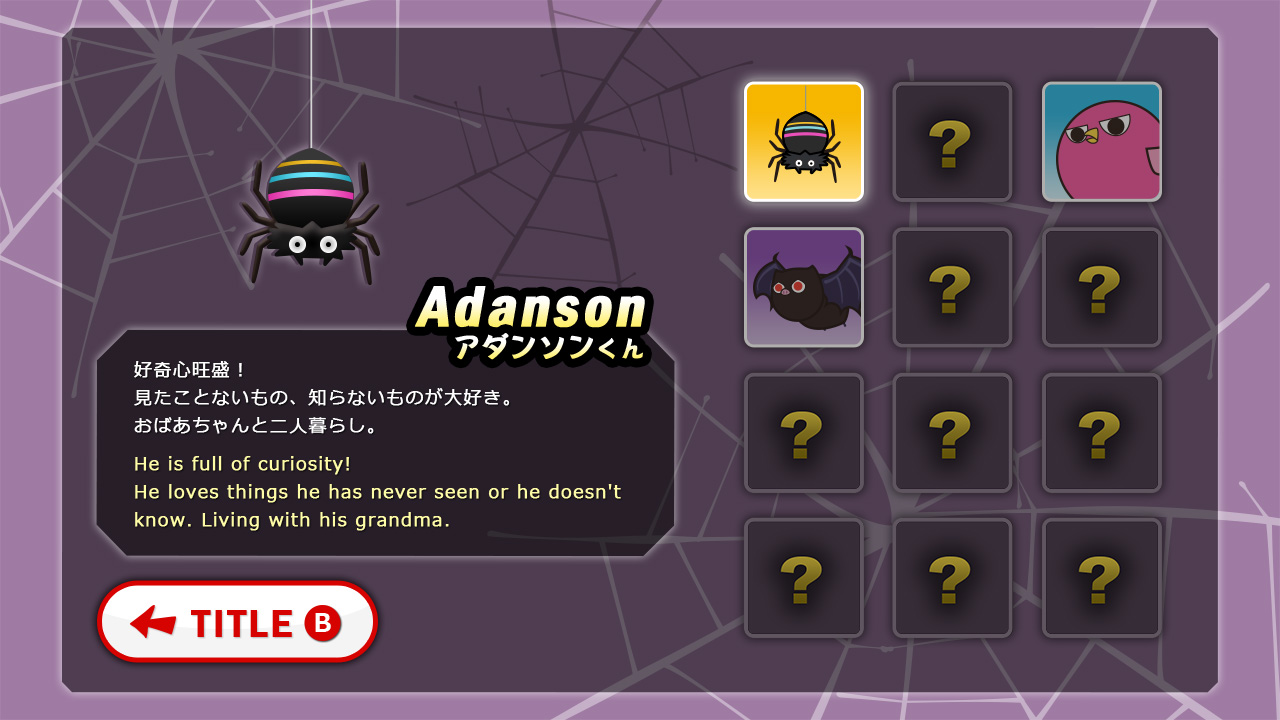 Adanson
アダンソンくん
好奇心旺盛！
見たことないもの、知らないものが大好き。
おばあちゃんと二人暮らし。
He is full of curiosity!
He loves things he has never seen or he doesn't
know. Living with his grandma.
TITLE B
?
? ?
? ? ?
? ? ?